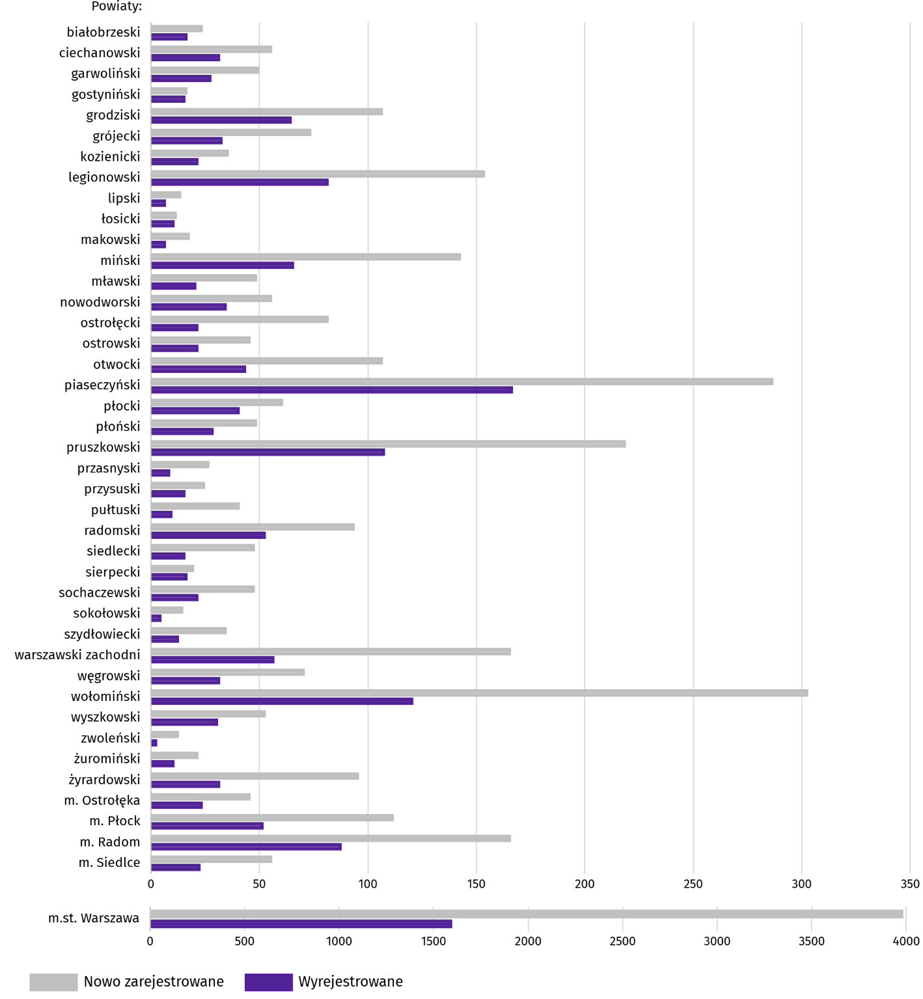 Powiaty:
białobrzeski
ciechanowski
garwoliński
gostyniński
grodziski
grójecki
kozienicki
legionowski
lipski
łosicki
makowski
miński
mławski
nowodworski
ostrołęcki
ostrowski
otwocki
piaseczyński
płocki
płoński
pruszkowski
przasnyski
przysuski
pułtuski
radomski
siedlecki
sierpecki
sochaczewski
sokołowski
szydłowiecki
warszawski zachodni
węgrowski
wołomiński
wyszkowski
zwoleński
żuromiński
żyrardowski
m. Ostrołęka
m. Płock
m. Radom
m. Siedlce
0 50 100 150 200 250 300 350
m.st. Warszawa
0 500 1000 1500 2000 2500 3000 3500 4000
Nowo zarejestrowane Wyrejestrowane